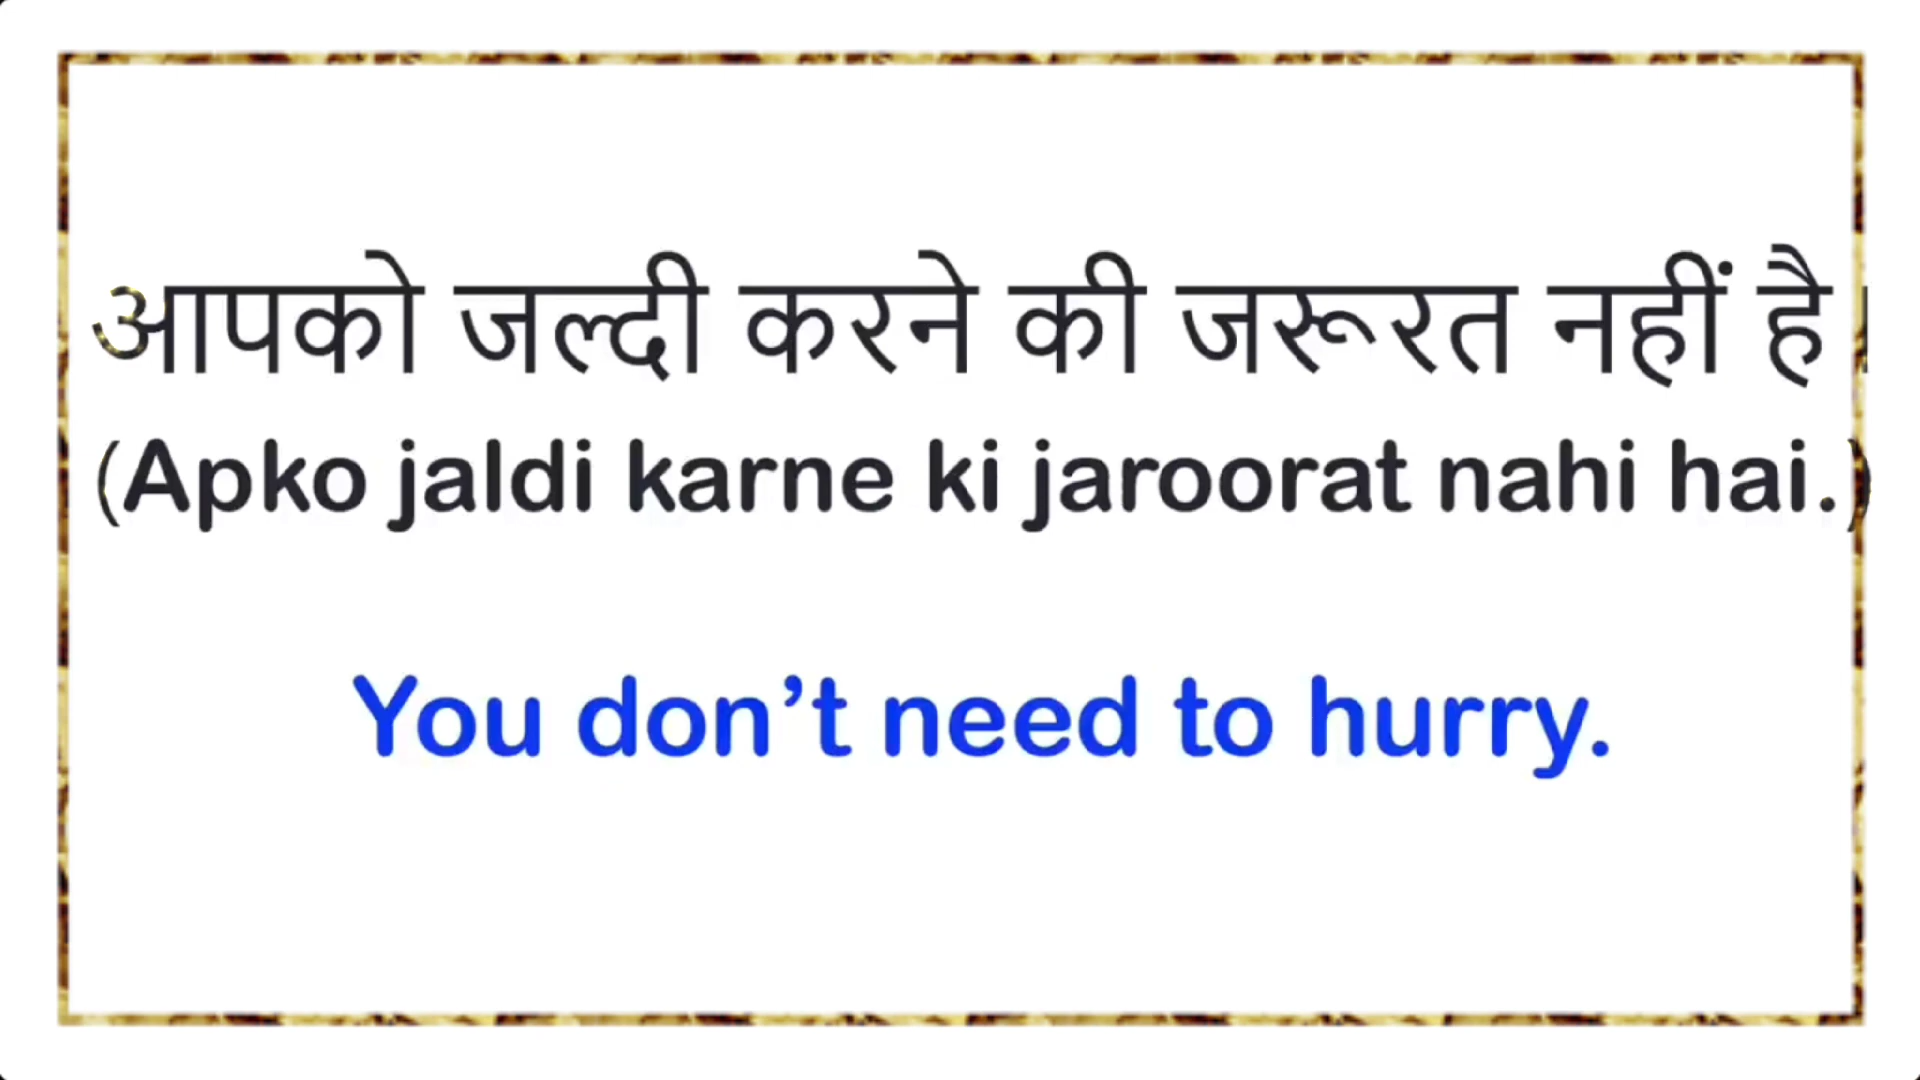 आपको जल्दी करने की जरूरत नहीं है।
(Apko jaldi karne ki jaroorat nahi hai.)
You don’t need to hurry.